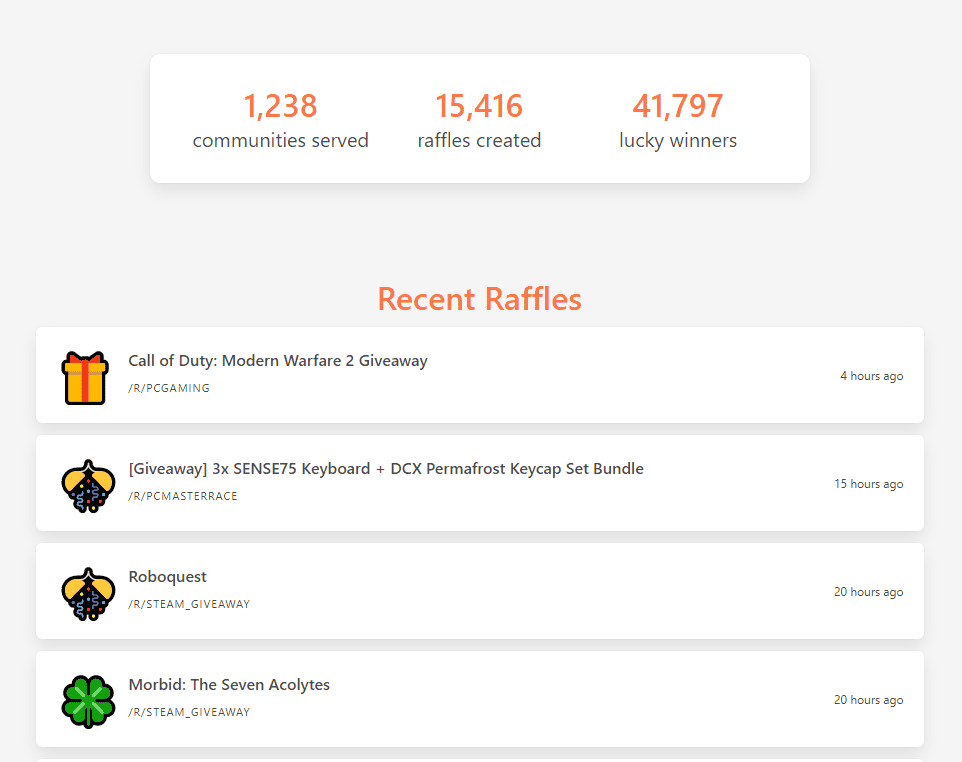 1,238 15,416 41,797
communities served raffles created lucky winners
Recent Raffles
Call of Duty: Modern Warfare 2 Giveaway
/R/PCGAMING
4 hours ago
[Giveaway] 3x SENSE75 Keyboard + DCX Permafrost Keycap Set Bundle
/R/PCMASTERRACE
15 hours ago
Roboquest
/R/STEAM_GIVEAWAY
20 hours ago
Morbid: The Seven Acolytes
/R/STEAM_GIVEAWAY
20 hours ago